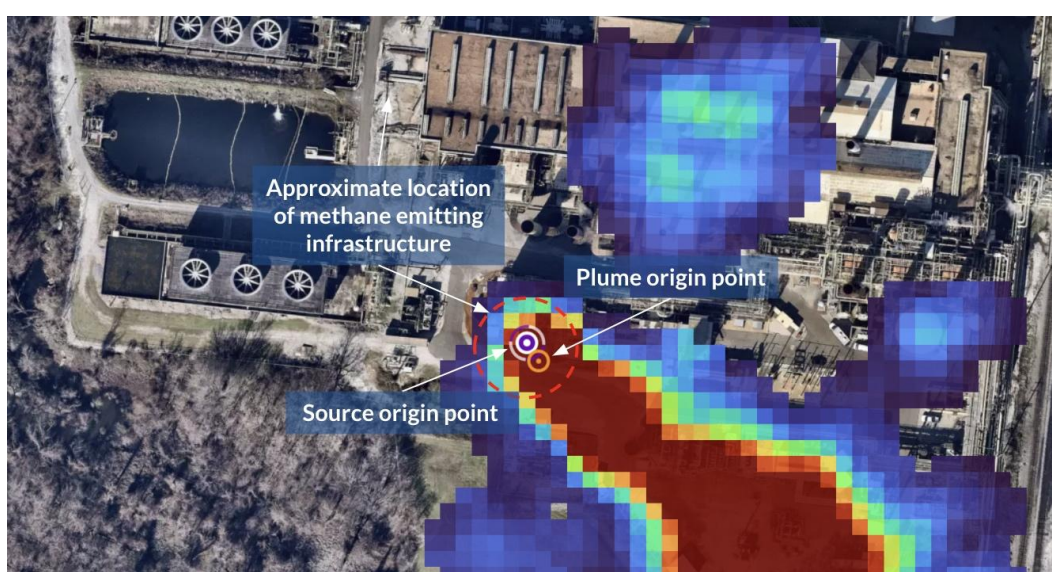 Approximate location
of methane emitting
infrastructure
Plume origin point
Source origin point